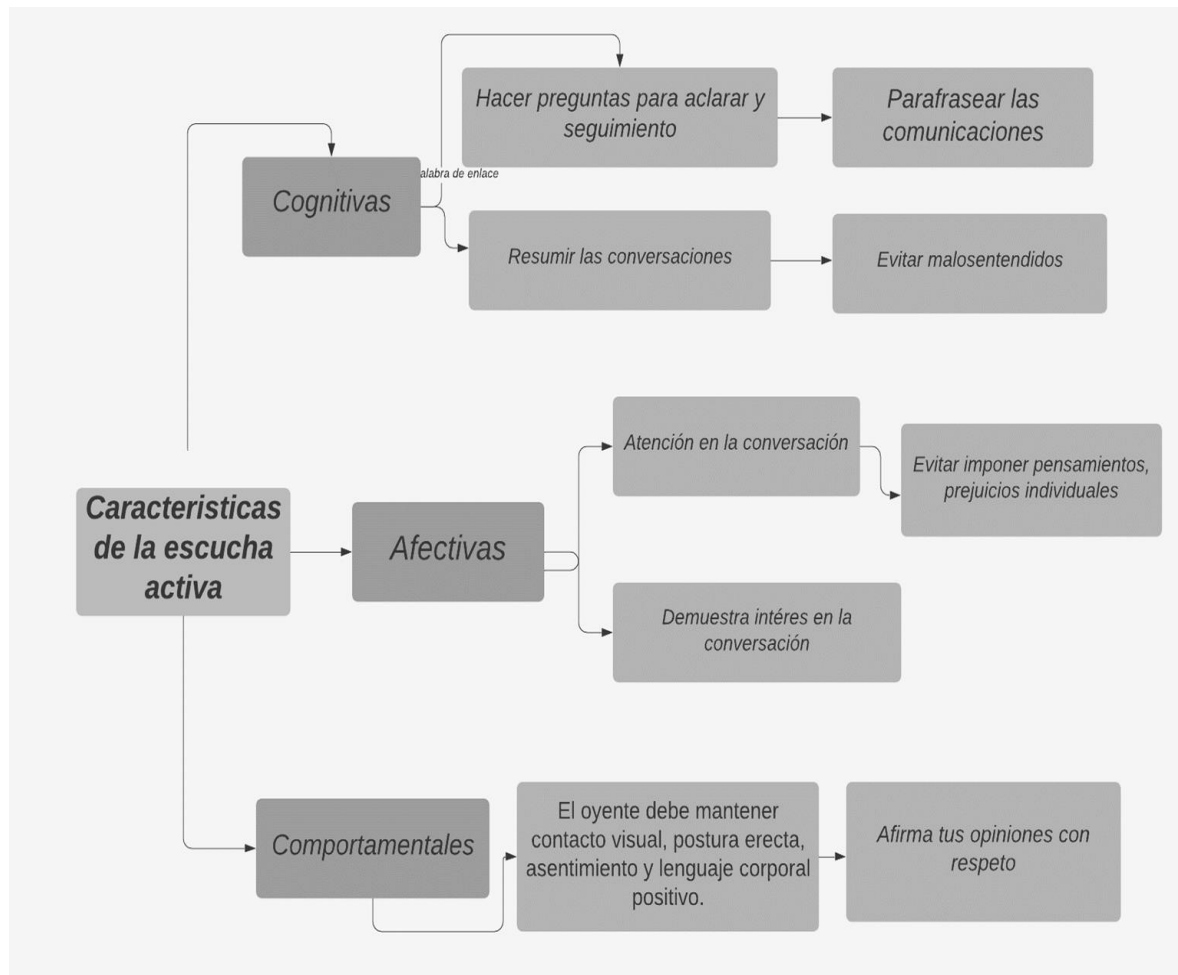 Hacer preguntas para aclarar y
seguimiento
Parafrasear las
comunicaciones
Cognitivas
alabra de enlace
Resumir las conversaciones
Evitar malosentendidos
Atención en la conversación
Evitar imponer pensamientos,
prejuicios individuales
Caracteristicas
de la escucha
activa
Afectivas
Demuestra intéres en la
conversación
Comportamentales
El oyente debe mantener
contacto visual, postura erecta,
asentimiento y lenguaje corporal
positivo.
Afirma tus opiniones con
respeto